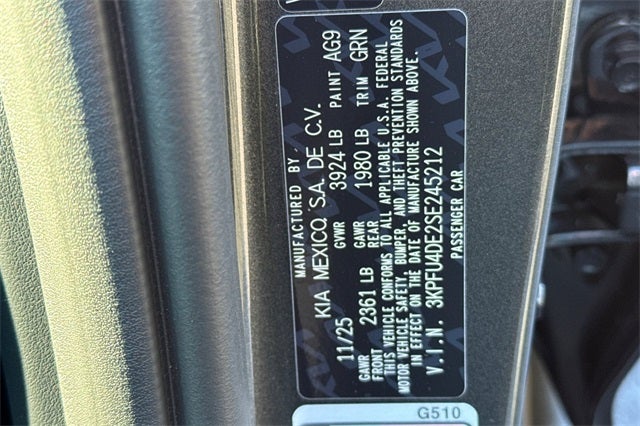 MANUFACTURED BY
KIA MEXICO, S.A. DE C.V.
11/25 GVWR 3924 LB PAINT AG9
GAWR FRONT 2361 LB GAWR REAR 1980 LB TRIM GRN
THIS VEHICLE CONFORMS TO ALL APPLICABLE U.S.A. FEDERAL
MOTOR VEHICLE SAFETY, BUMPER, AND THEFT PREVENTION STANDARDS
IN EFFECT ON THE DATE OF MANUFACTURE SHOWN ABOVE.
V.I.N. 3KPFU4DE2SE245212
PASSENGER CAR
G510